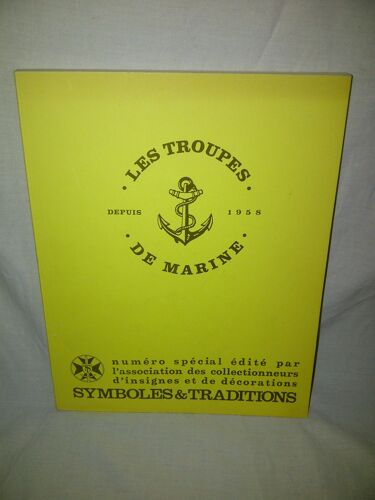 · LES TROUPES ·
DEPUIS 1958
· DE MARINE ·
numéro spécial édité par
l'association des collectionneurs
d'insignes et de décorations
SYMBOLES & TRADITIONS